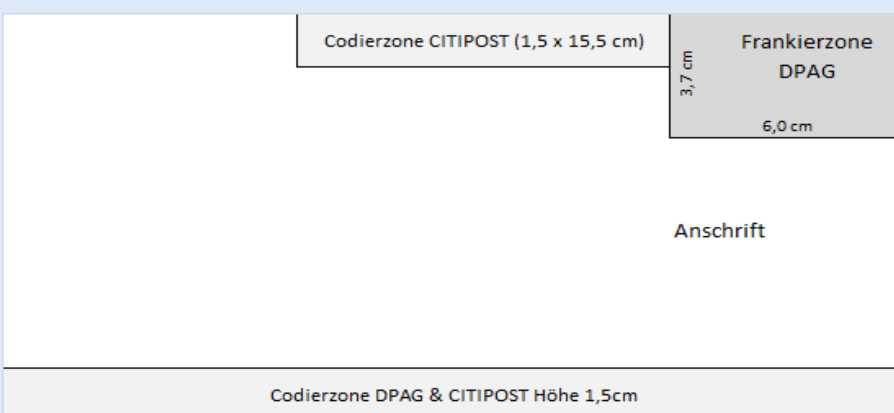 Codierzone CITIPOST (1,5 x 15,5 cm)
Frankierzone
DPAG
3,7 cm
6,0 cm
Anschrift
Codierzone DPAG & CITIPOST Höhe 1,5cm